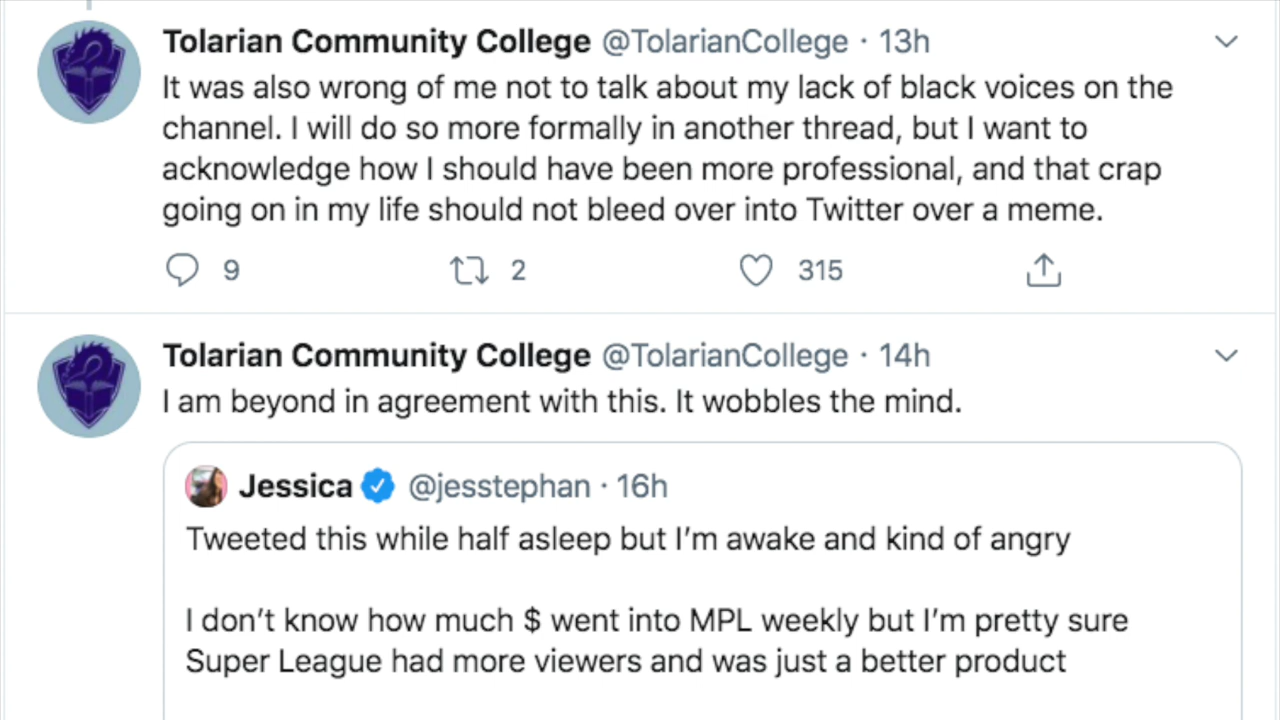 Tolarian Community College @TolarianCollege · 13h
It was also wrong of me not to talk about my lack of black voices on the
channel. I will do so more formally in another thread, but I want to
acknowledge how I should have been more professional, and that crap
going on in my life should not bleed over into Twitter over a meme.
9 2 315
Tolarian Community College @TolarianCollege · 14h
I am beyond in agreement with this. It wobbles the mind.
Jessica @jesstephan · 16h
Tweeted this while half asleep but I’m awake and kind of angry
I don’t know how much $ went into MPL weekly but I’m pretty sure
Super League had more viewers and was just a better product